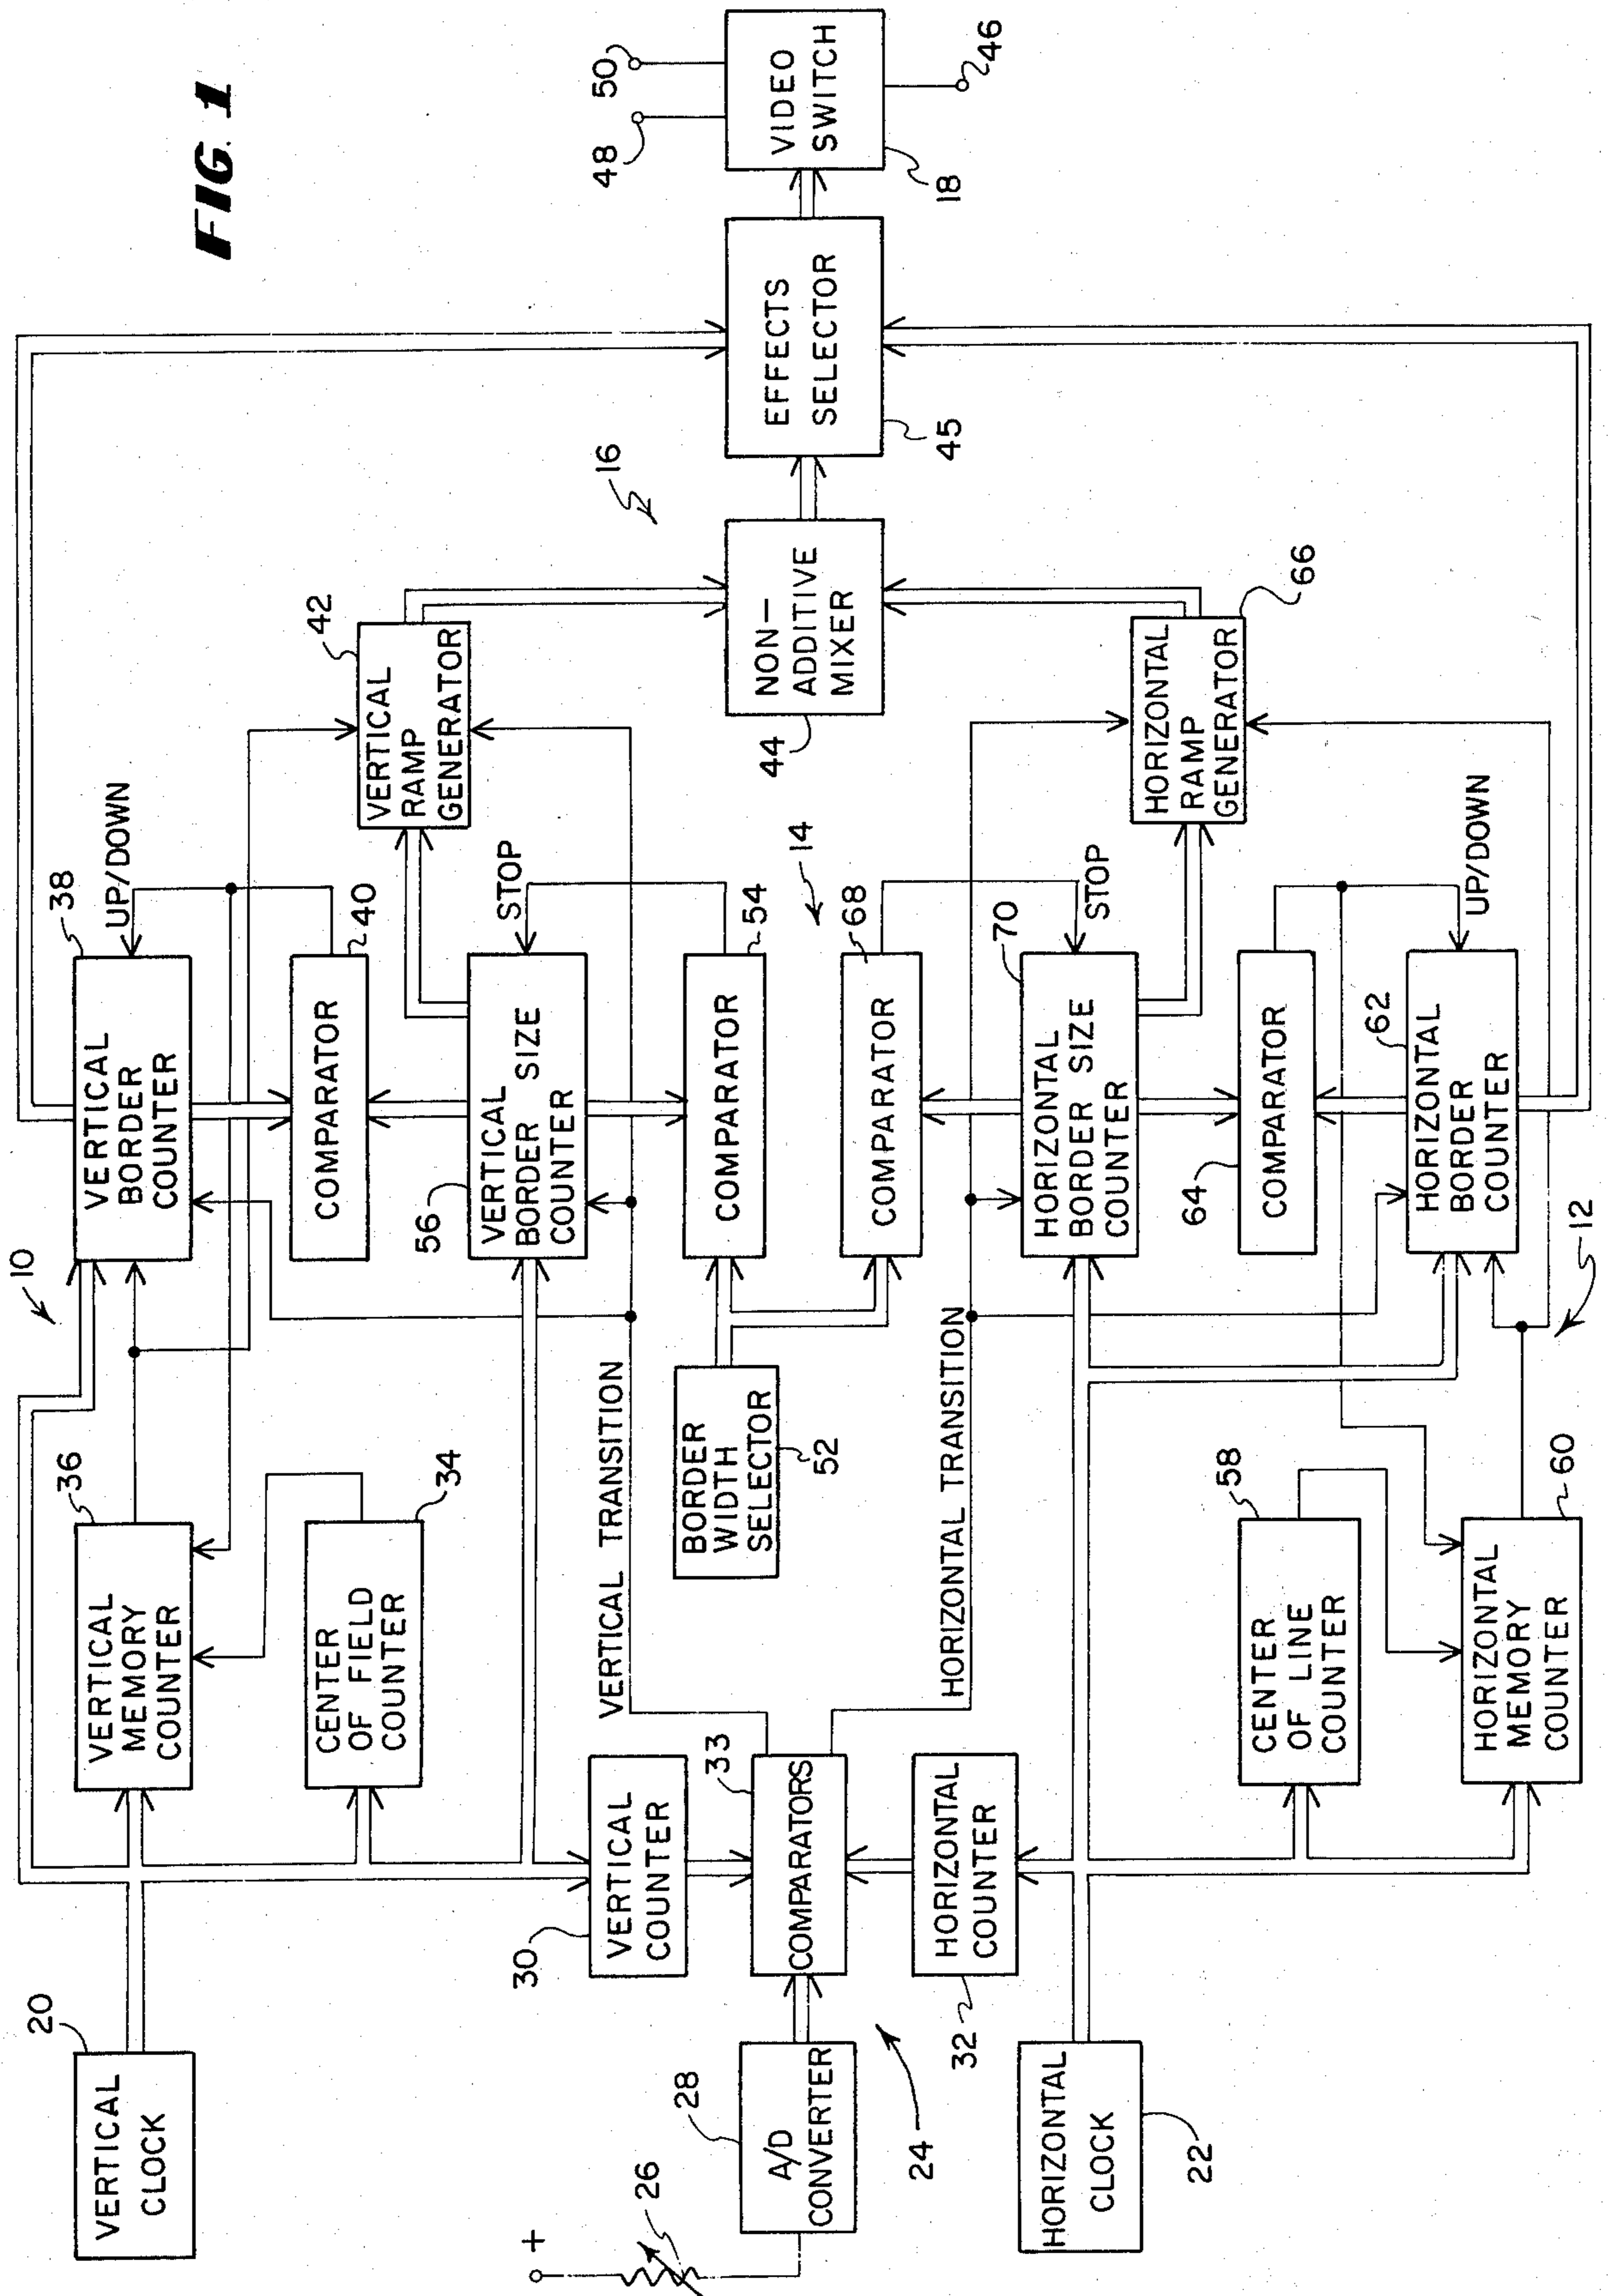 FIG. 1
20
VERTICAL
CLOCK
36
VERTICAL
MEMORY
COUNTER
10
38
VERTICAL
BORDER
COUNTER
UP/DOWN
34
CENTER
OF FIELD
COUNTER
40
COMPARATOR
42
VERTICAL
RAMP
GENERATOR
56
VERTICAL
BORDER SIZE
COUNTER
STOP
30
VERTICAL
COUNTER
VERTICAL TRANSITION
BORDER
WIDTH
SELECTOR
52
54
COMPARATOR
14
16
+
26
28
A/D
CONVERTER
24
33
COMPARATORS
68
COMPARATOR
44
NON-
ADDITIVE
MIXER
45
EFFECTS
SELECTOR
48
50
VIDEO
SWITCH
18
46
32
HORIZONTAL
COUNTER
HORIZONTAL TRANSITION
70
HORIZONTAL
BORDER SIZE
COUNTER
STOP
HORIZONTAL
RAMP
GENERATOR
66
HORIZONTAL
CLOCK
22
58
CENTER
OF LINE
COUNTER
64
COMPARATOR
60
HORIZONTAL
MEMORY
COUNTER
62
HORIZONTAL
BORDER
COUNTER
UP/DOWN
12